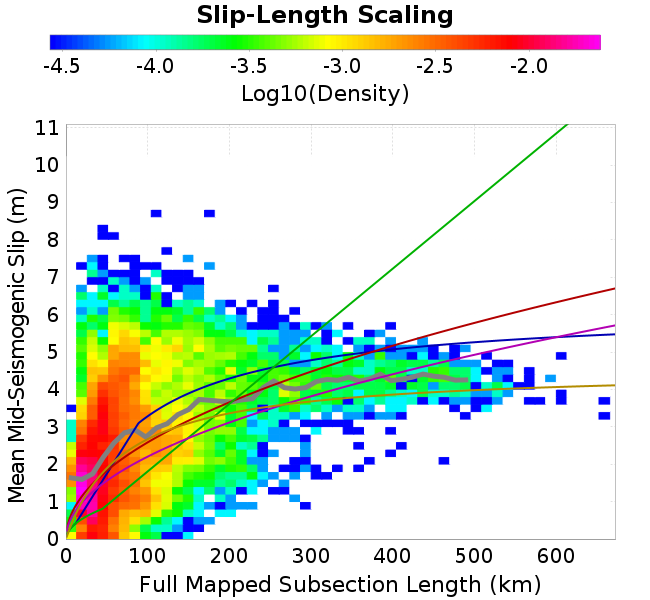 Slip-Length Scaling
-4.5 -4.0 -3.5 -3.0 -2.5 -2.0
Log10(Density)
Mean Mid-Seismogenic Slip (m)
11
10
9
8
7
6
5
4
3
2
1
0
0 100 200 300 400 500 600
Full Mapped Subsection Length (km)